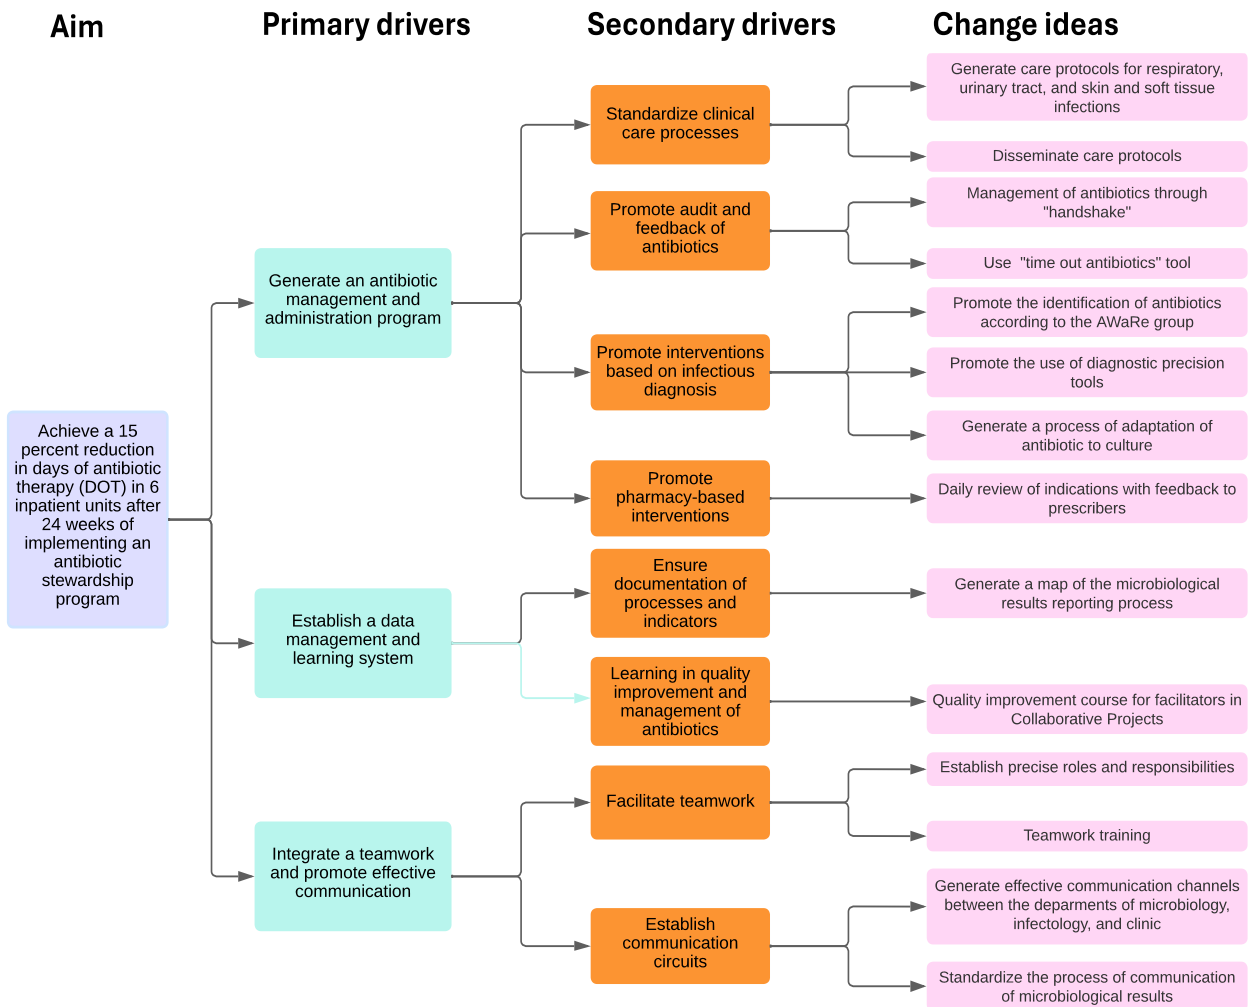 Aim
Primary drivers
Secondary drivers
Change ideas
Achieve a 15
percent reduction
in days of antibiotic
therapy (DOT) in 6
inpatient units after
24 weeks of
implementing an
antibiotic
stewardship
program
Generate an antibiotic
management and
administration program
Establish a data
management and
learning system
Integrate a teamwork
and promote effective
communication
Standardize clinical
care processes
Promote audit and
feedback of
antibiotics
Promote interventions
based on infectious
diagnosis
Promote
pharmacy-based
interventions
Ensure
documentation of
processes and
indicators
Learning in quality
improvement and
management of
antibiotics
Facilitate teamwork
Establish
communication
circuits
Generate care protocols for respiratory,
urinary tract, and skin and soft tissue
infections
Disseminate care protocols
Management of antibiotics through
"handshake"
Use "time out antibiotics" tool
Promote the identification of antibiotics
according to the AWaRe group
Promote the use of diagnostic precision
tools
Generate a process of adaptation of
antibiotic to culture
Daily review of indications with feedback to
prescribers
Generate a map of the microbiological
results reporting process
Quality improvement course for facilitators in
Collaborative Projects
Establish precise roles and responsibilities
Teamwork training
Generate effective communication channels
between the deparments of microbiology,
infectology, and clinic
Standardize the process of communication
of microbiological results